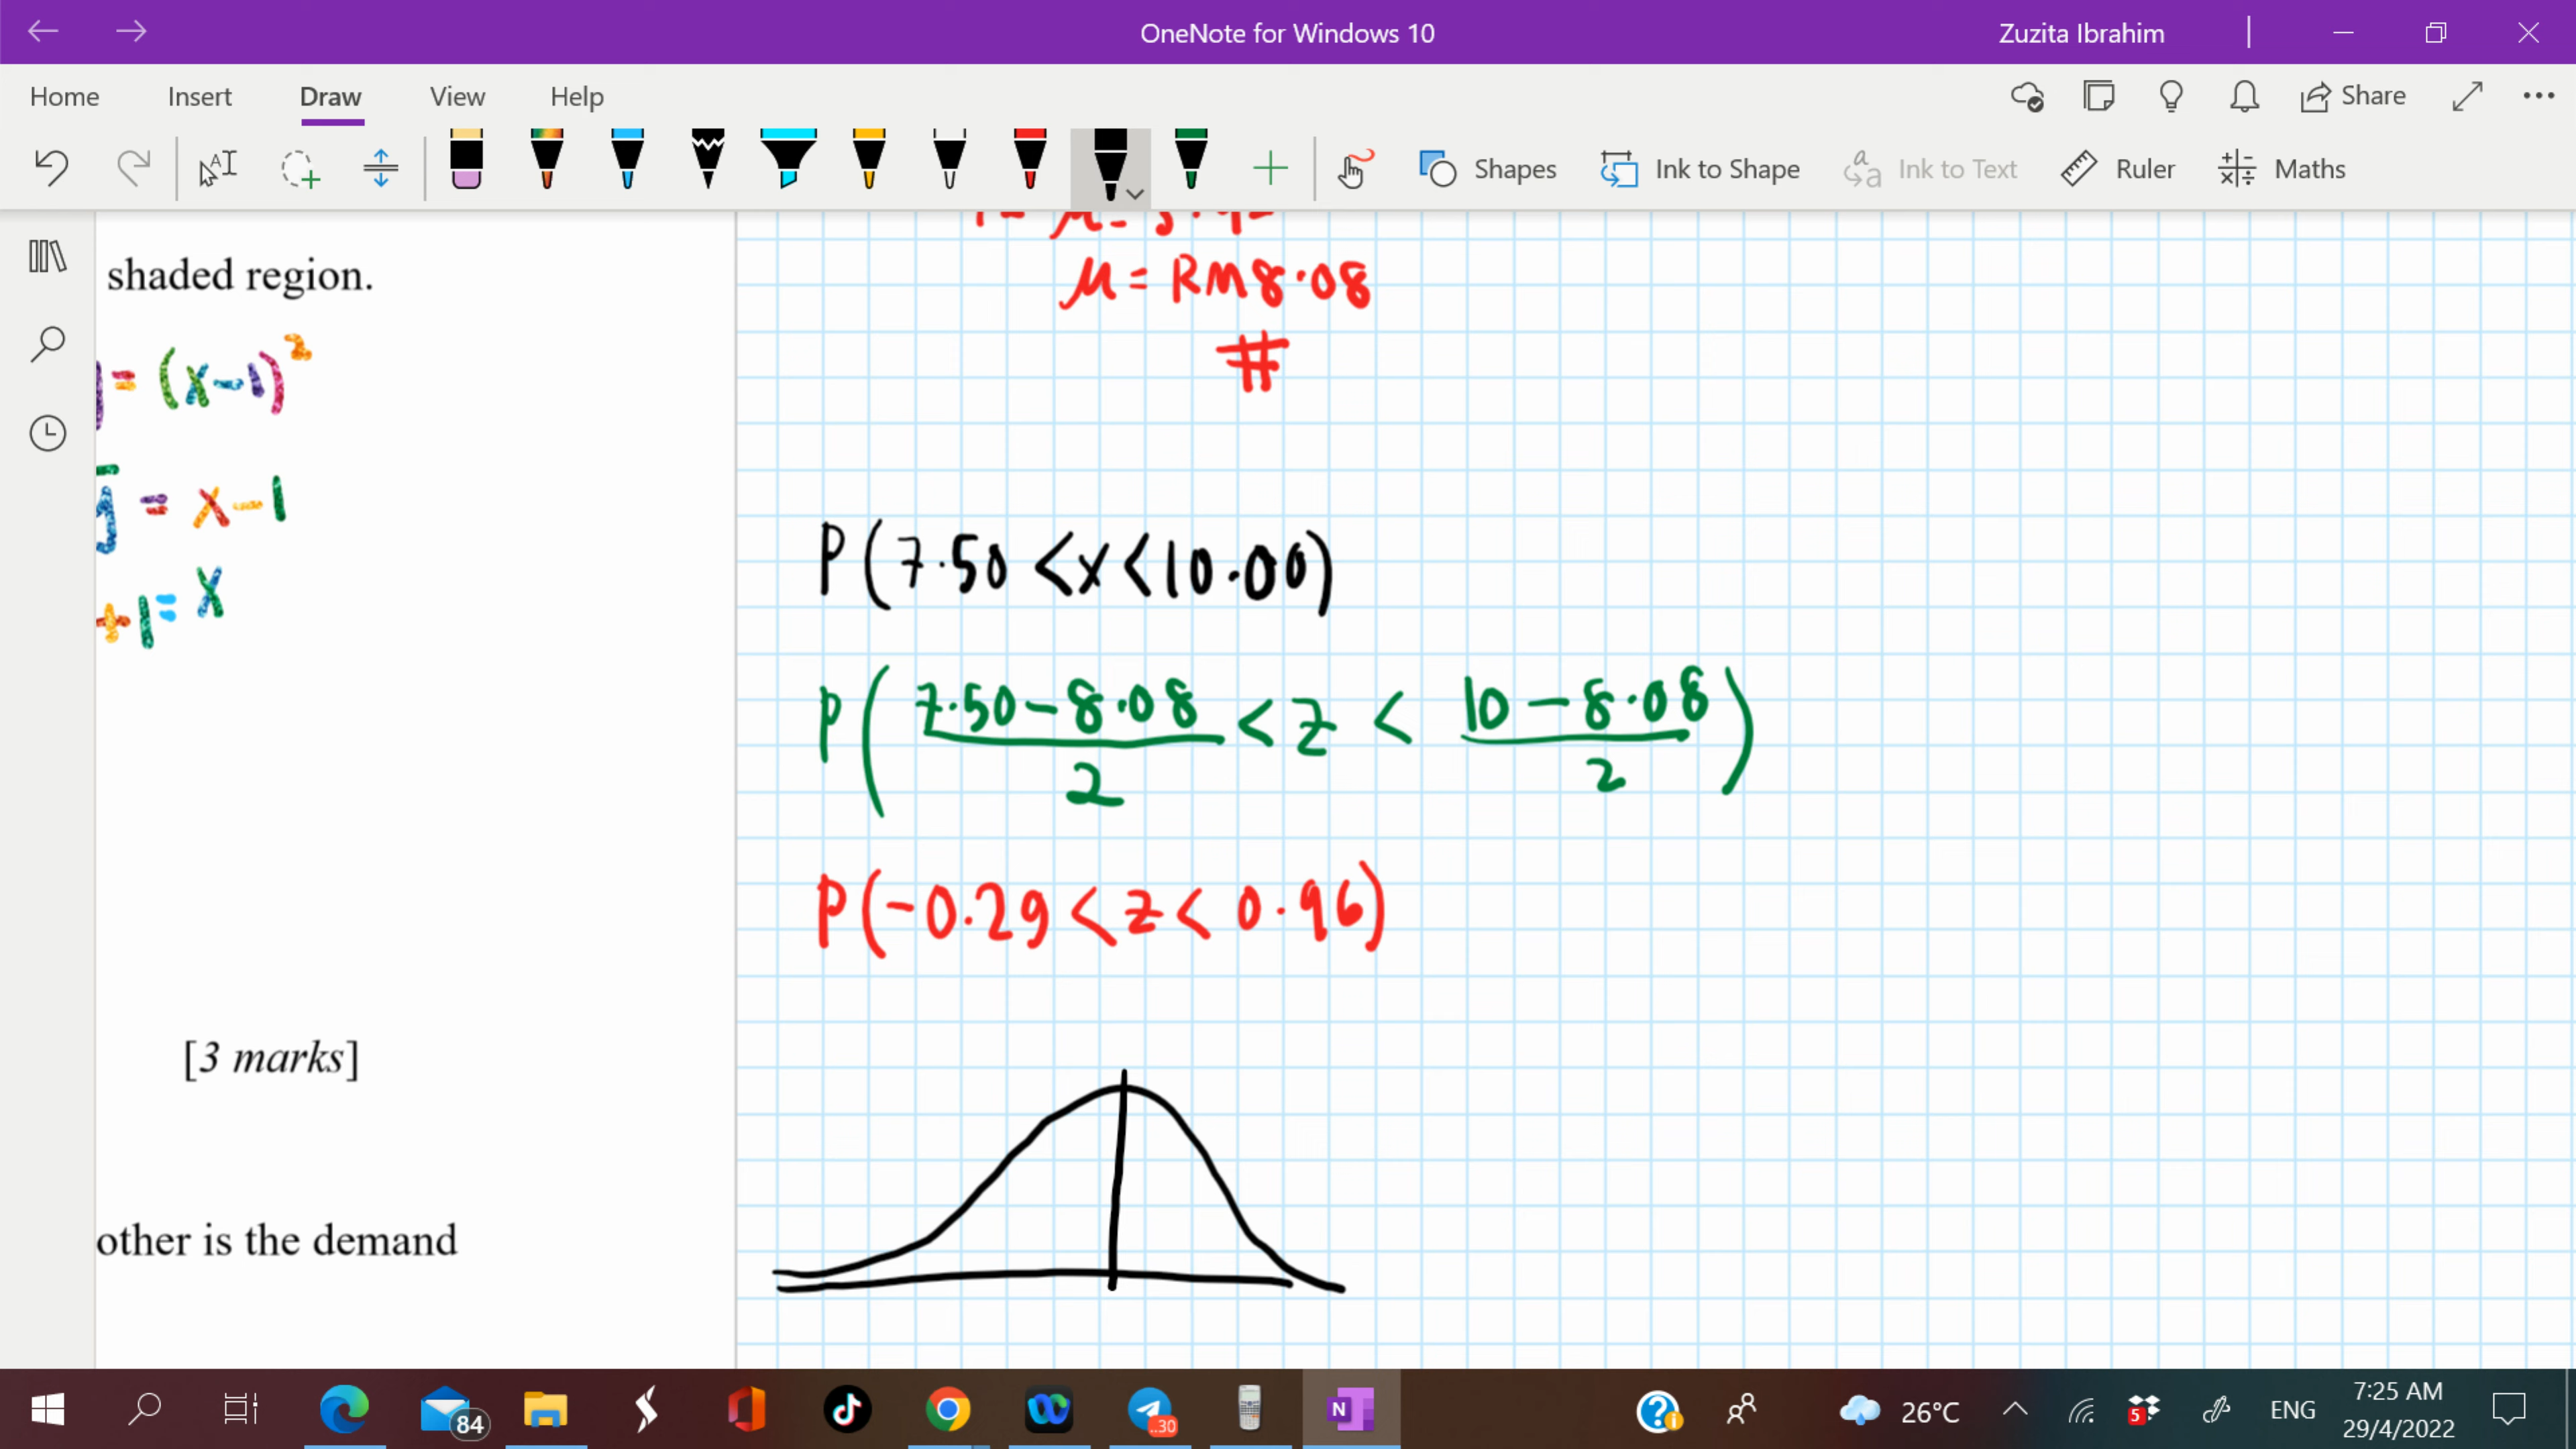 OneNote for Windows 10
Zuzita Ibrahim
Home Insert Draw View Help
Share
Shapes
Ink to Shape
Ink to Text
Ruler
Maths
shaded region.
= (x-1)²
= x-1
+1= x
[3 marks]
other is the demand
μ = RM8.08
#
P(7.50 < x < 10.00)
P( 7.50-8.08 / 2 < z < 10-8.08 / 2 )
P(-0.29 < z < 0.96)
84
30
26°C
5
ENG
7:25 AM
29/4/2022